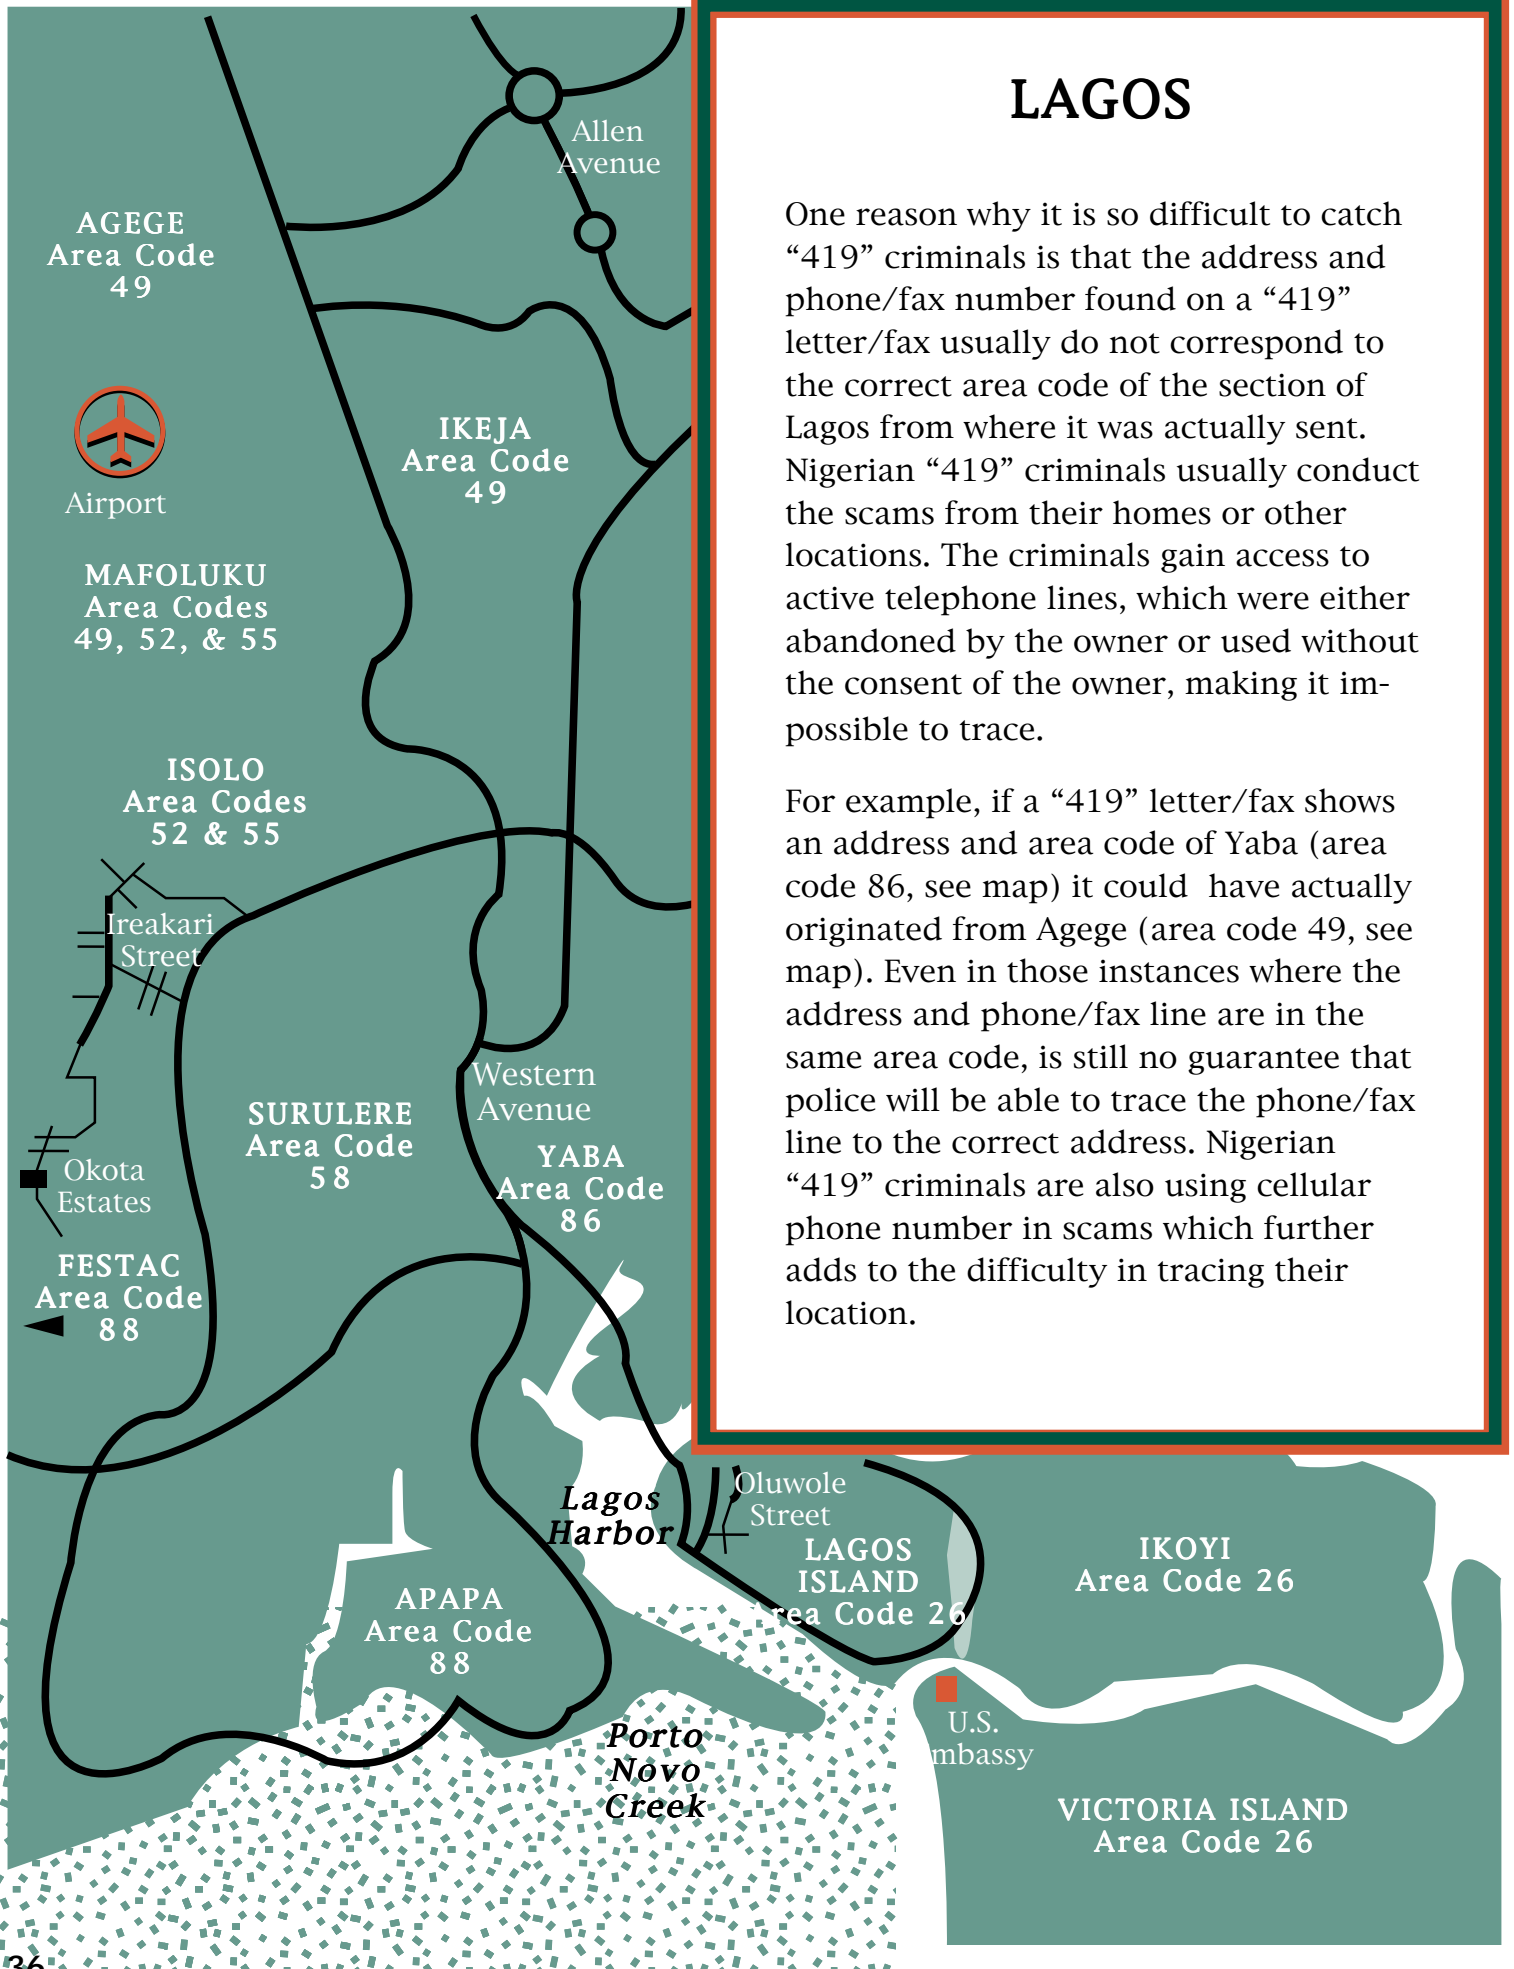 LAGOS
One reason why it is so difficult to catch
“419” criminals is that the address and
phone/fax number found on a “419”
letter/fax usually do not correspond to
the correct area code of the section of
Lagos from where it was actually sent.
Nigerian “419” criminals usually conduct
the scams from their homes or other
locations. The criminals gain access to
active telephone lines, which were either
abandoned by the owner or used without
the consent of the owner, making it im-
possible to trace.
For example, if a “419” letter/fax shows
an address and area code of Yaba (area
code 86, see map) it could  have actually
originated from Agege (area code 49, see
map). Even in those instances where the
address and phone/fax line are in the
same area code, is still no guarantee that
police will be able to trace the phone/fax
line to the correct address. Nigerian
“419” criminals are also using cellular
phone number in scams which further
adds to the difficulty in tracing their
location.
Allen
Avenue
AGEGE
Area Code
49
Airport
IKEJA
Area Code
49
MAFOLUKU
Area Codes
49, 52, & 55
ISOLO
Area Codes
52 & 55
Ireakari
Street
Western
Avenue
SURULERE
Area Code
58
YABA
Area Code
86
Okota
Estates
FESTAC
Area Code
88
Lagos
Harbor
Oluwole
Street
LAGOS
ISLAND
Area Code 26
IKOYI
Area Code 26
APAPA
Area Code
88
Porto
Novo
Creek
U.S.
Embassy
VICTORIA ISLAND
Area Code 26
36